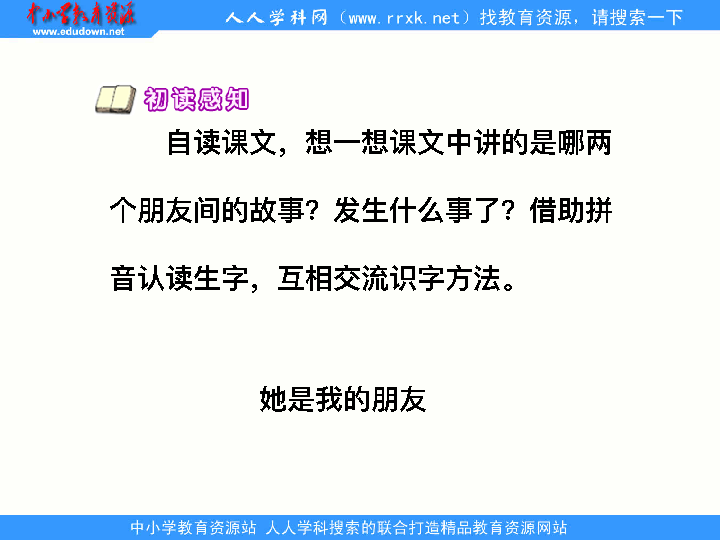 中小学教育资源
www.edudown.net
人人学科网（www.rrxk.net）找教育资源，请搜索一下
初读感知
自读课文，想一想课文中讲的是哪两
个朋友间的故事？发生什么事了？借助拼
音认读生字，互相交流识字方法。
她是我的朋友
中小学教育资源站 人人学科搜索的联合打造精品教育资源网站